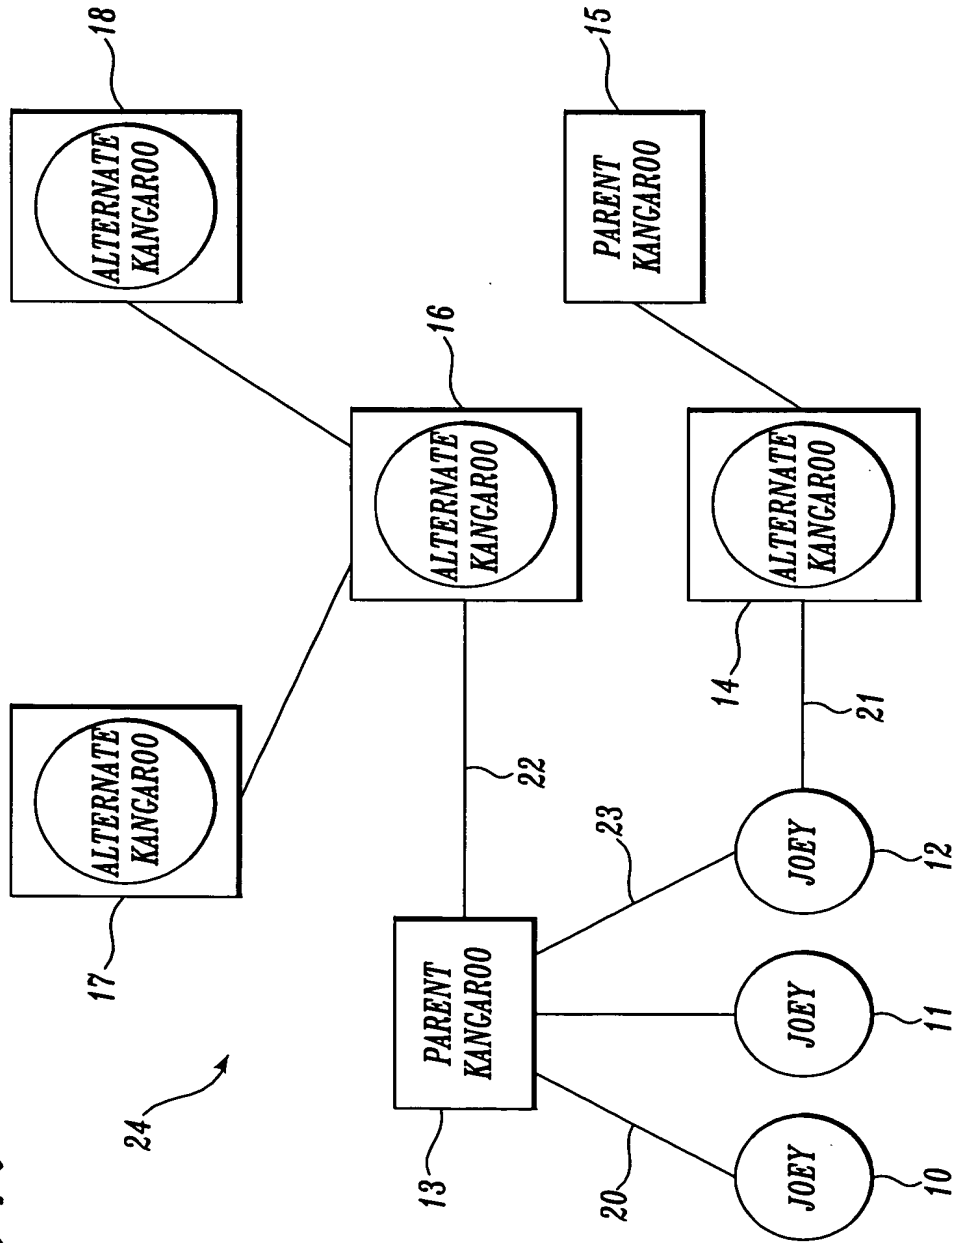 17
ALTERNATE
KANGAROO
ALTERNATE
KANGAROO
18
24
13
PARENT
KANGAROO
22
ALTERNATE
KANGAROO
16
20
23
PARENT
KANGAROO
15
14
JOEY
JOEY
JOEY
ALTERNATE
KANGAROO
21
10
11
12